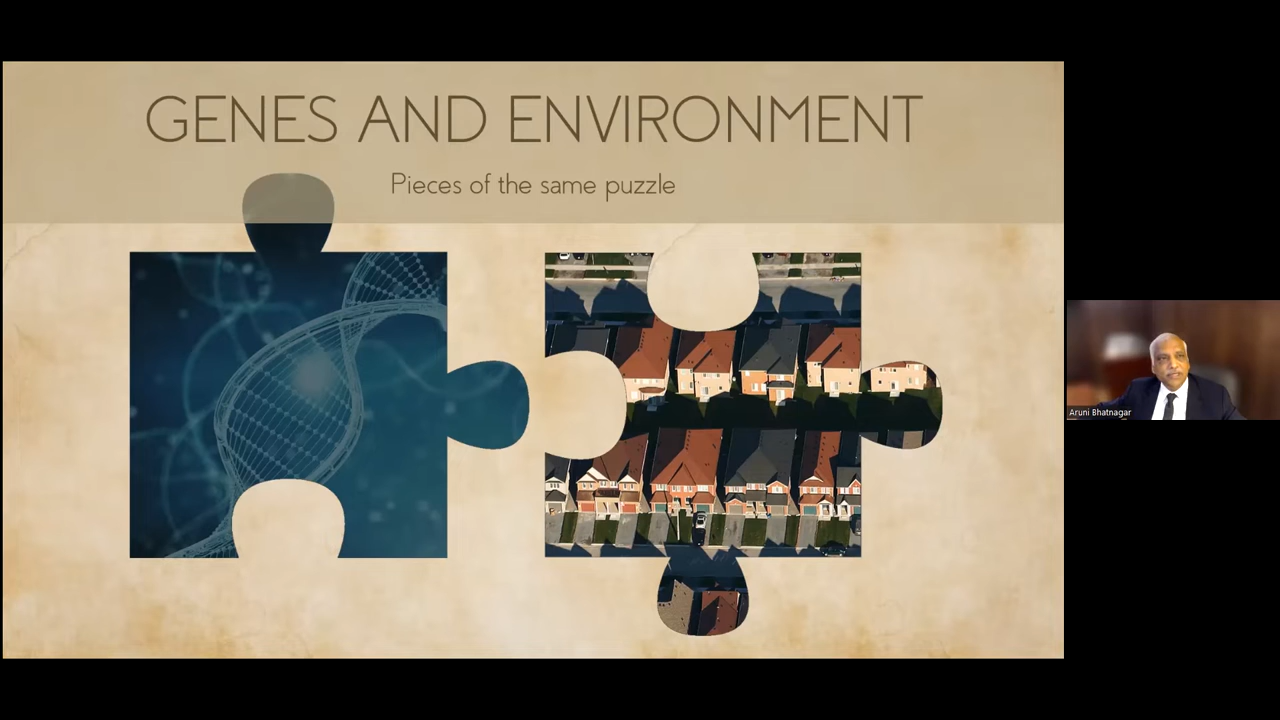 GENES AND ENVIRONMENT
Pieces of the same puzzle
Aruni Bhatnagar